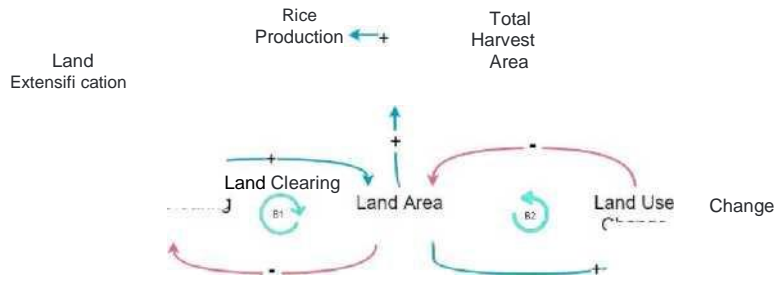 Rice
Production
+
Total
Harvest
Area
Land
Extensifi cation
+
-
+
Land Clearing
B1
Land Area
B2
Land Use
Change
-
+